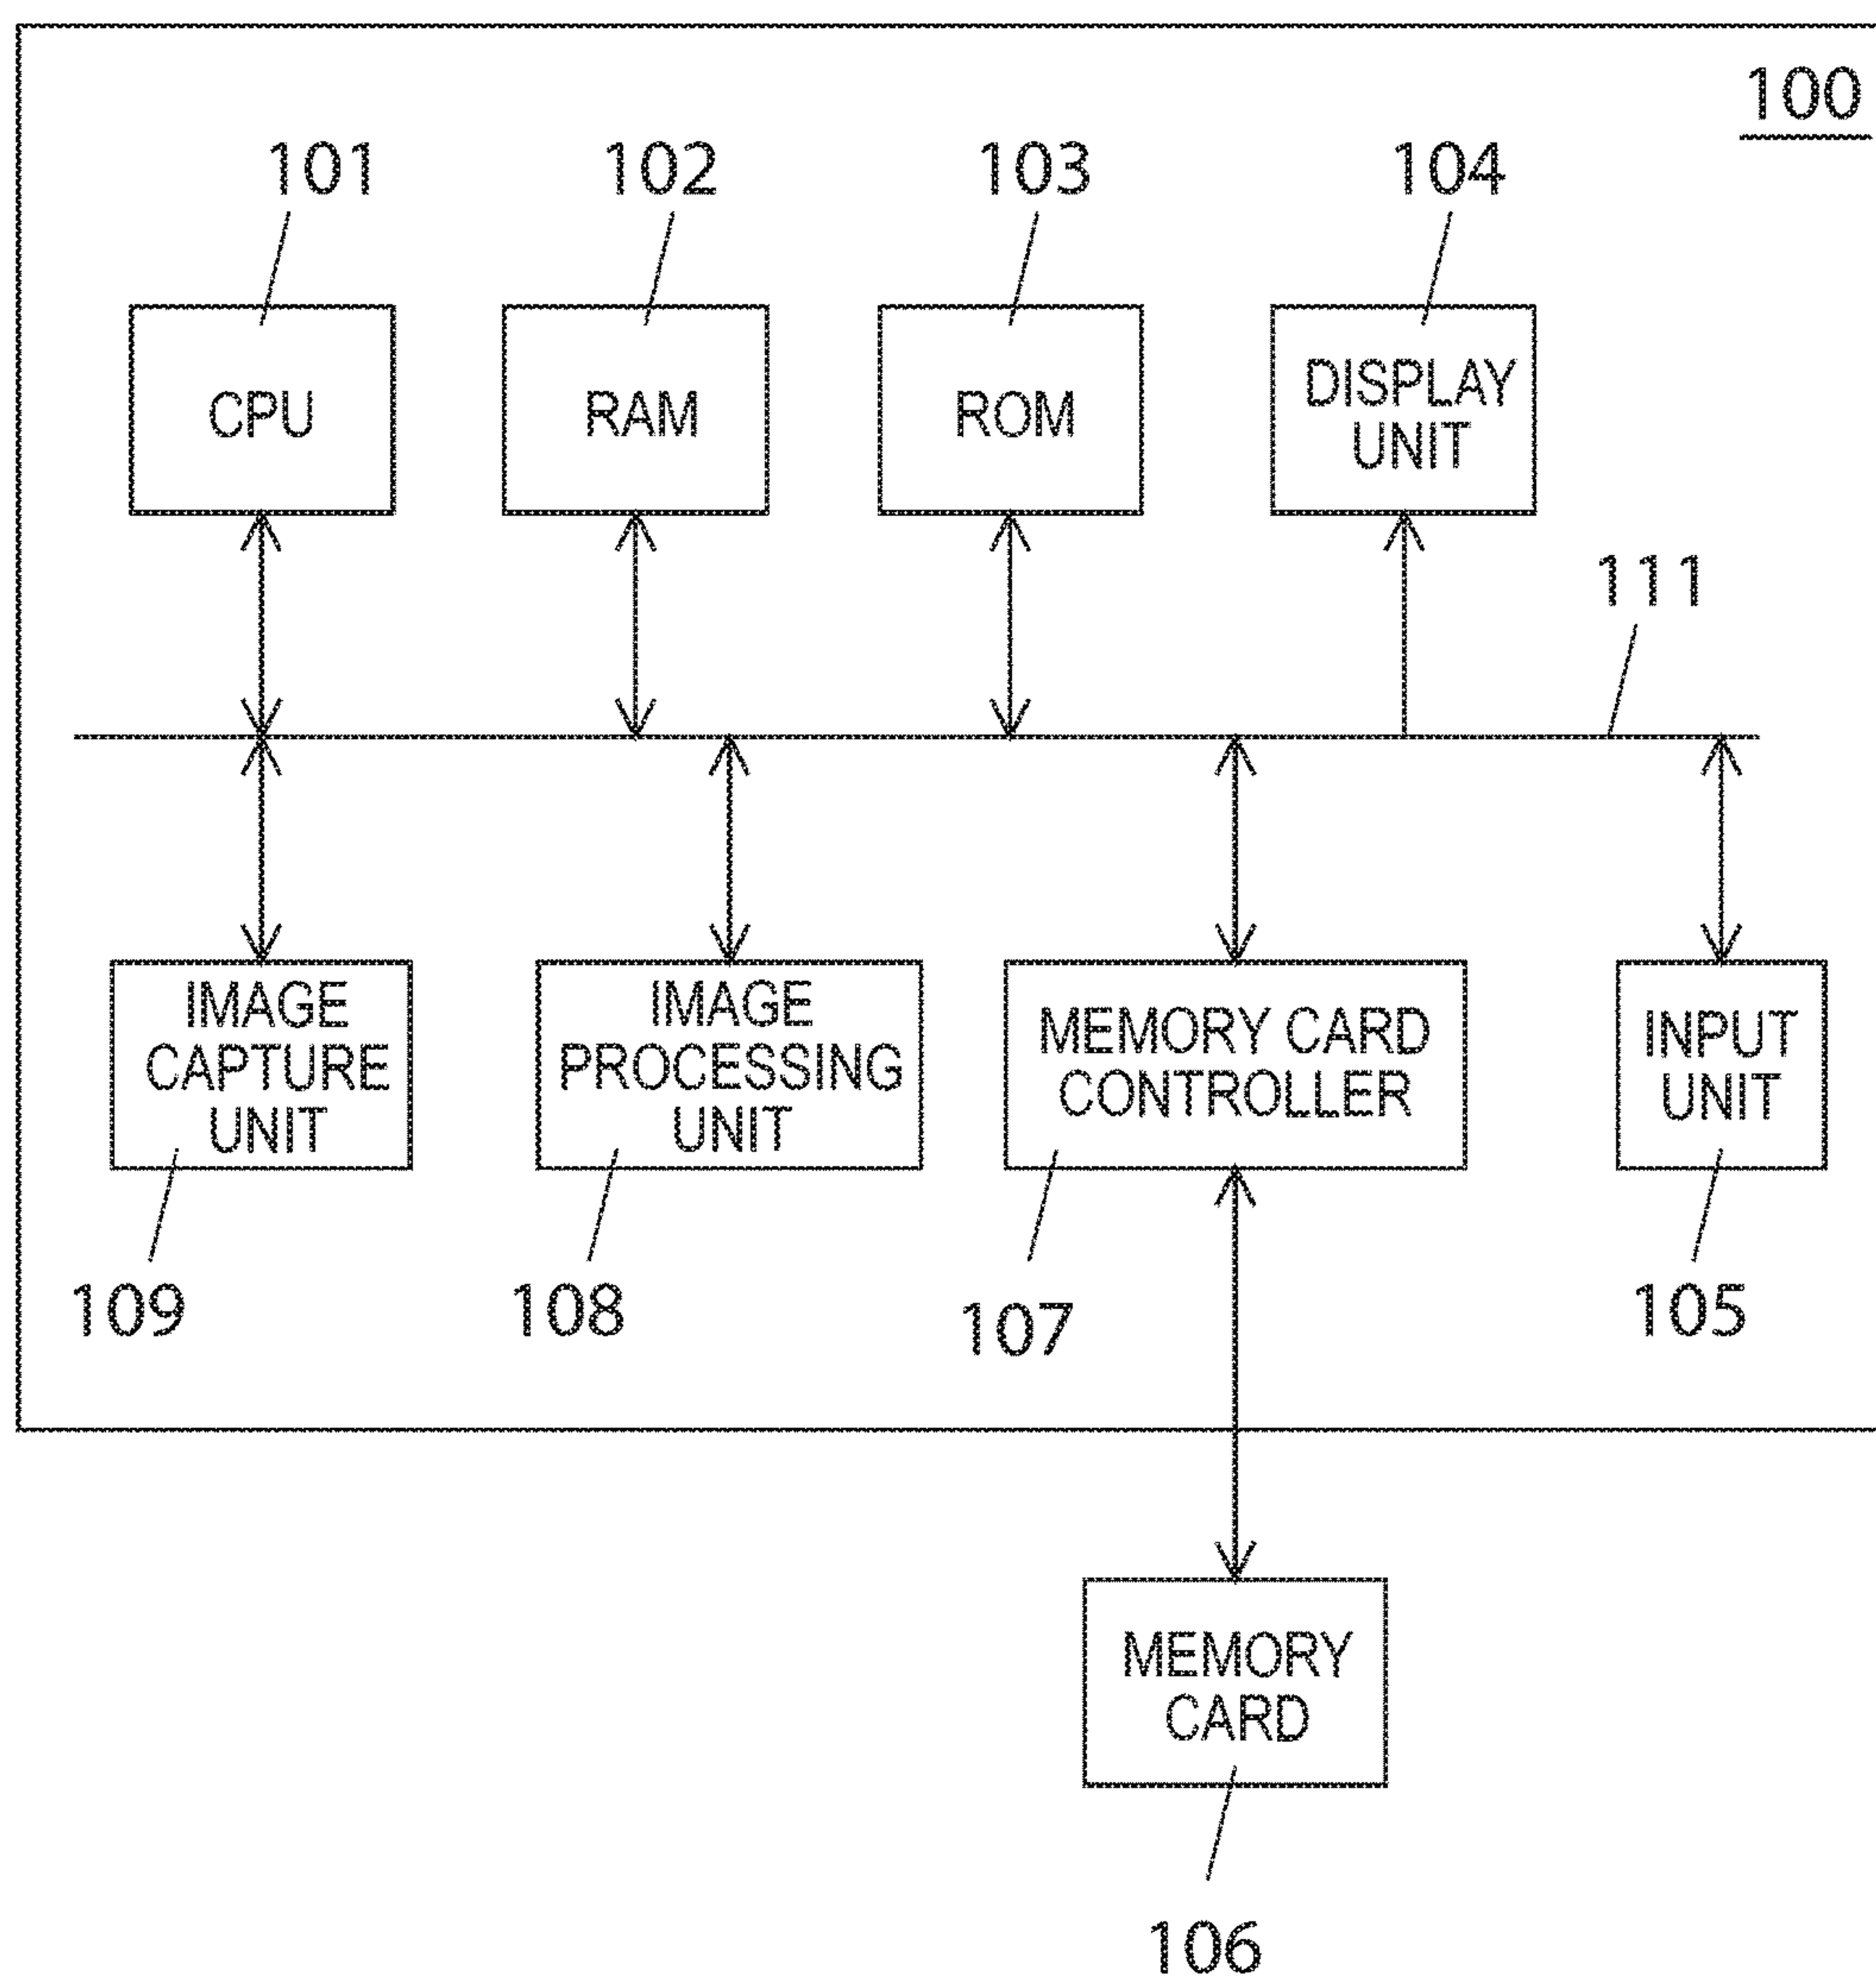 100
101
102
103
104
CPU
RAM
ROM
DISPLAY
UNIT
111
IMAGE
CAPTURE
UNIT
IMAGE
PROCESSING
UNIT
MEMORY CARD
CONTROLLER
INPUT
UNIT
109
108
107
105
MEMORY
CARD
106